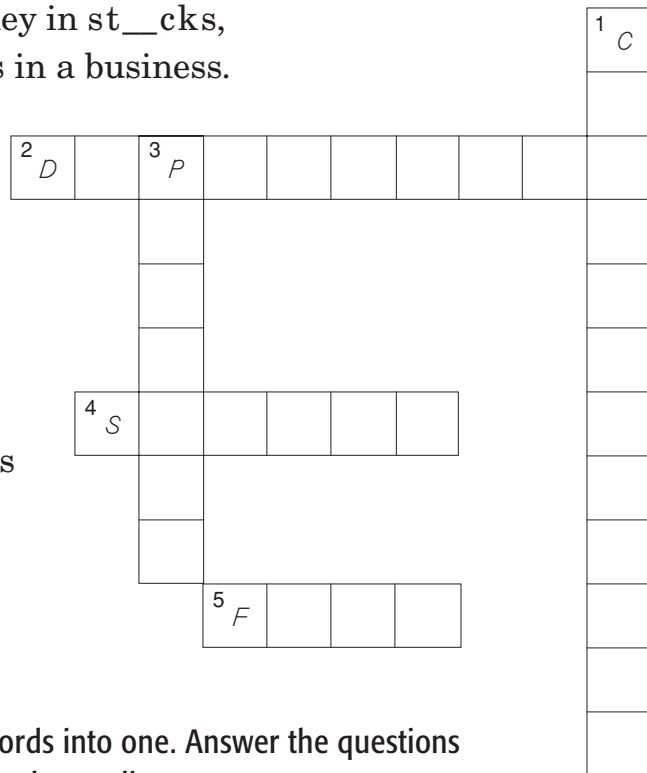 ey in st__cks,
s in a business.
1 C
2 D 3 P
4 S
s
5 F
ords into one. Answer the questions